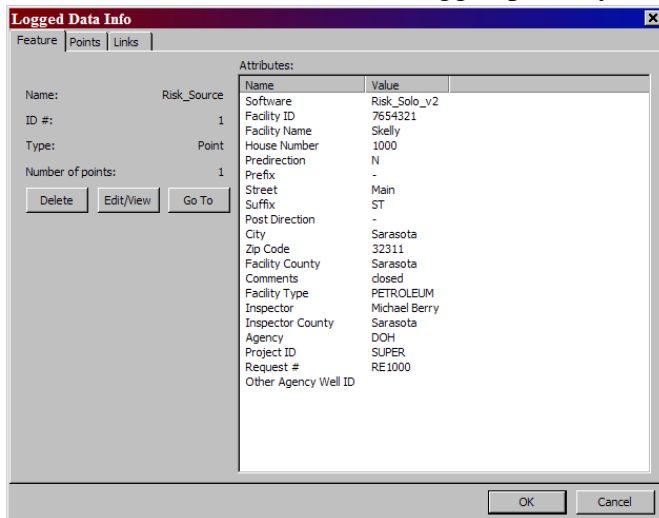 Logged Data Info
Feature Points Links
Attributes:
Name: Risk_Source
ID #: 1
Type: Point
Number of points: 1
Delete Edit/View Go To
Name Value
Software Risk_Solo_v2
Facility ID 7654321
Facility Name Skelly
House Number 1000
Predirection N
Prefix -
Street Main
Suffix ST
Post Direction -
City Sarasota
Zip Code 32311
Facility County Sarasota
Comments closed
Facility Type PETROLEUM
Inspector Michael Berry
Inspector County Sarasota
Agency DOH
Project ID SUPER
Request # RE1000
Other Agency Well ID
OK Cancel